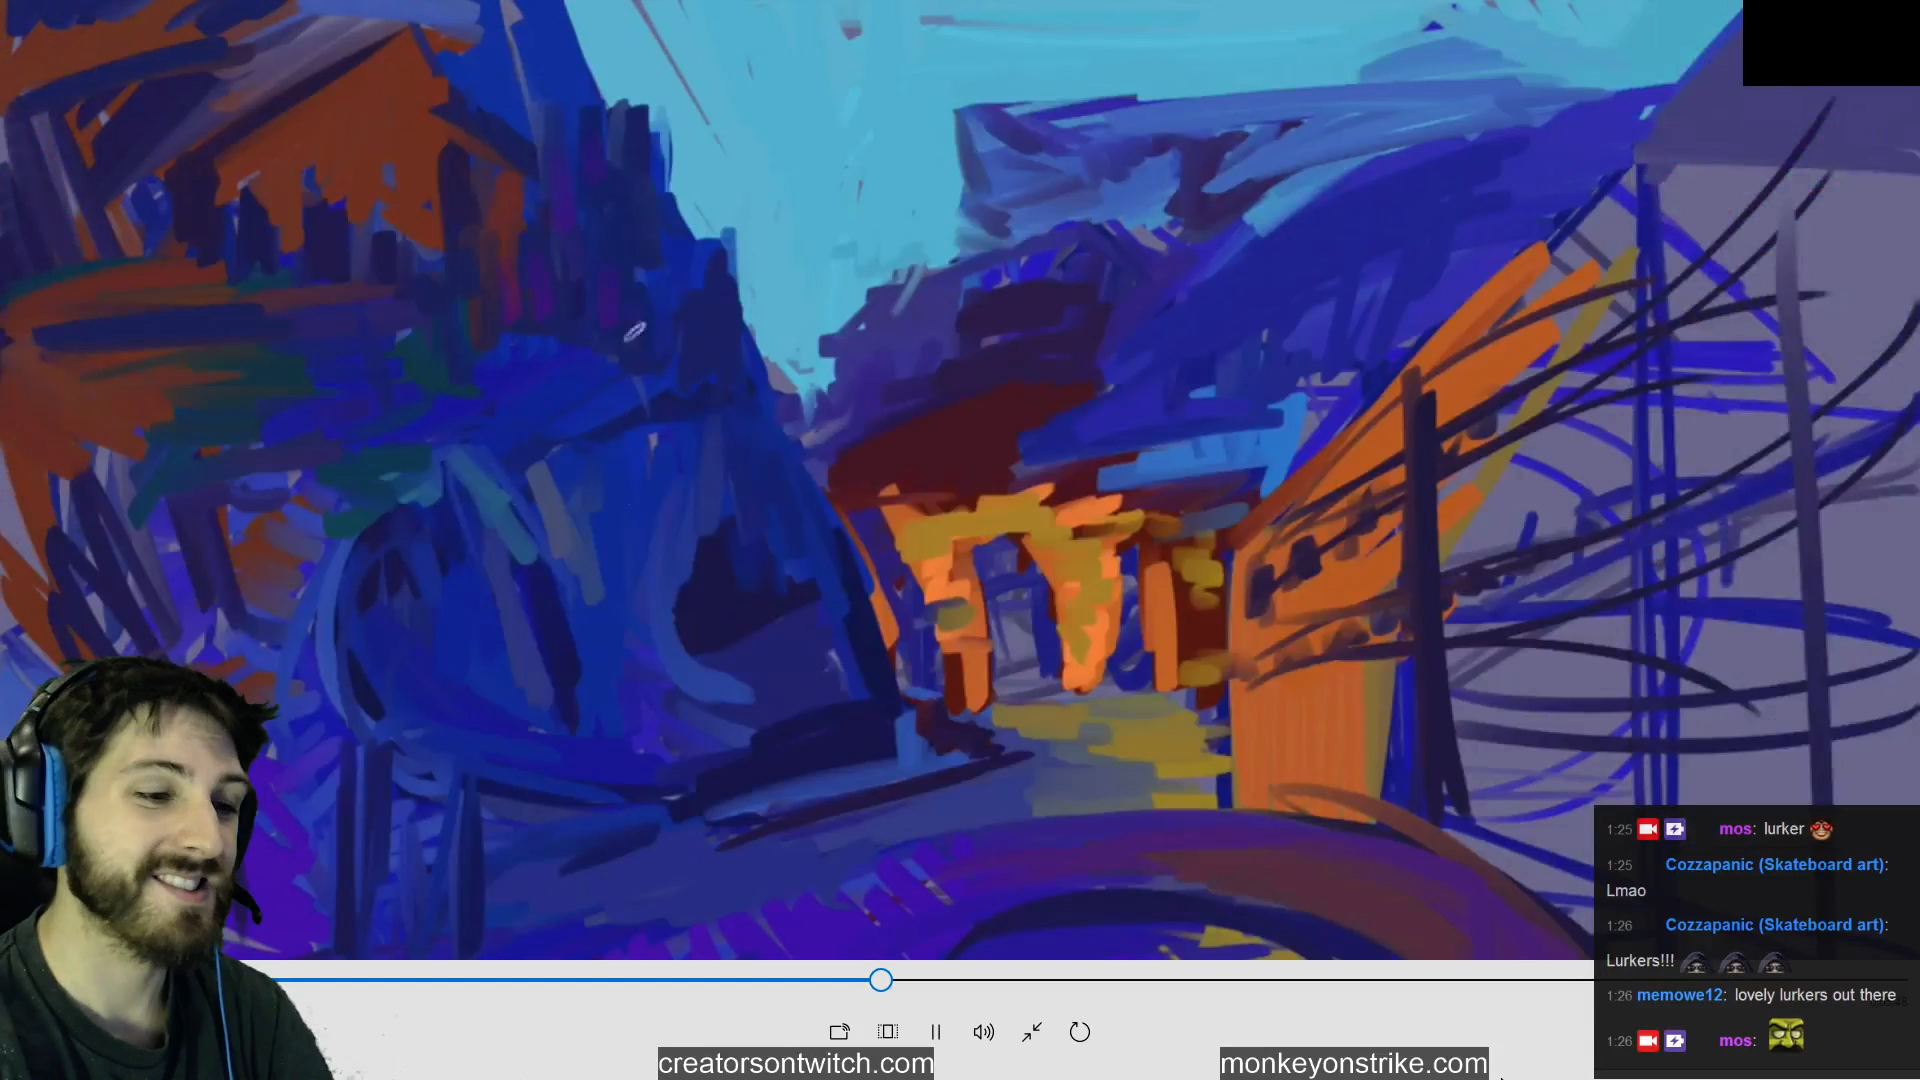 1:25 mos: lurker
1:25 Cozzapanic (Skateboard art):
Lmao
1:26 Cozzapanic (Skateboard art):
Lurkers!!!
1:26 memowe12: lovely lurkers out there
1:26 mos:
creatorsontwitch.com
monkeyonstrike.com